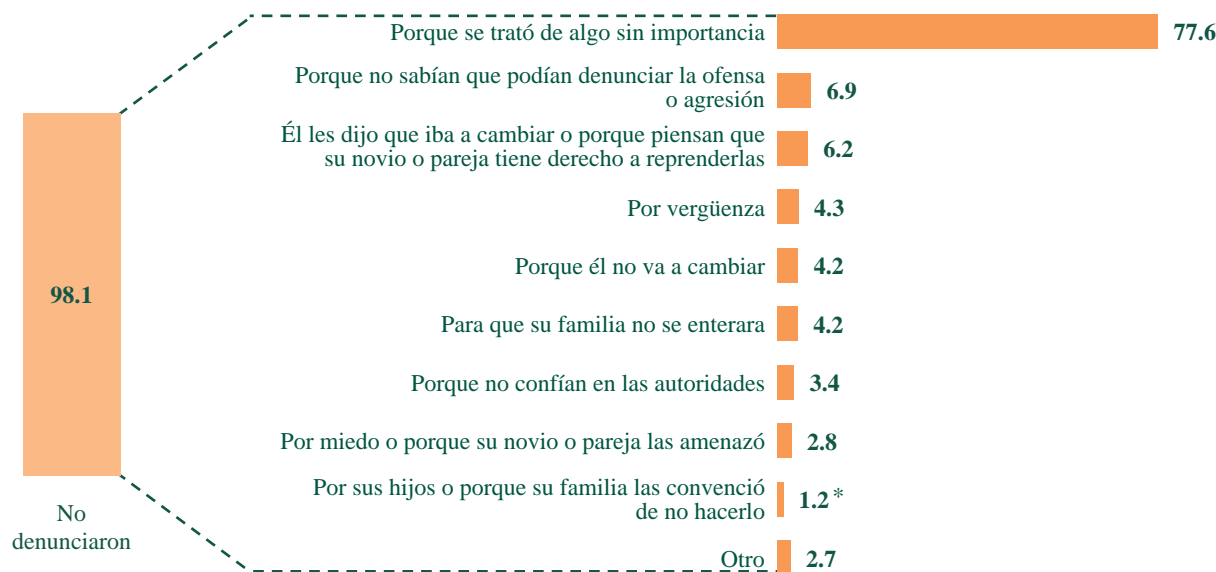 Porque se trató de algo sin importancia 77.6
Porque no sabían que podían denunciar la ofensa
o agresión 6.9
Él les dijo que iba a cambiar o porque piensan que
su novio o pareja tiene derecho a reprenderlas 6.2
Por vergüenza 4.3
Porque él no va a cambiar 4.2
98.1
Para que su familia no se enterara 4.2
Porque no confían en las autoridades 3.4
Por miedo o porque su novio o pareja las amenazó 2.8
Por sus hijos o porque su familia las convenció
de no hacerlo 1.2*
No
denunciaron
Otro 2.7